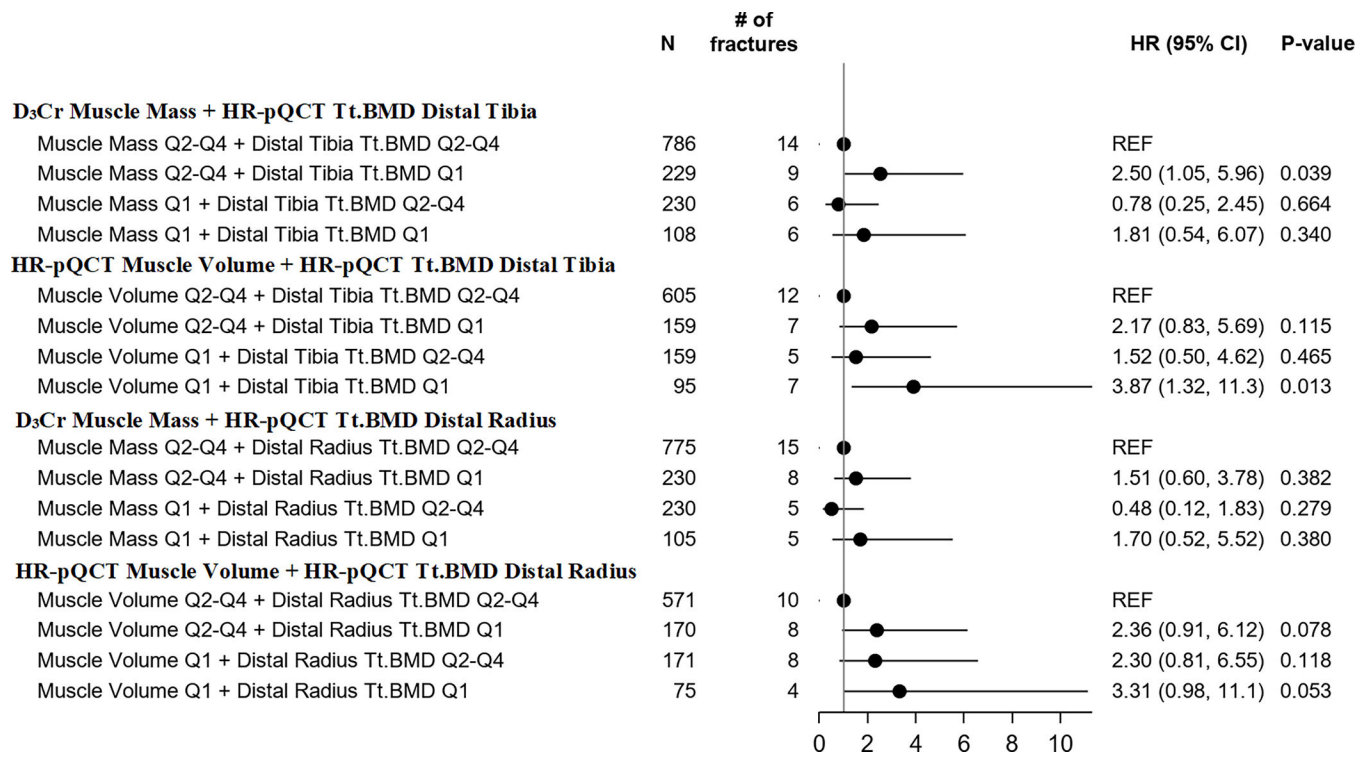 # of
N fractures HR (95% CI) P-value
D₃Cr Muscle Mass + HR-pQCT Tt.BMD Distal Tibia
Muscle Mass Q2-Q4 + Distal Tibia Tt.BMD Q2-Q4 786 14 REF
Muscle Mass Q2-Q4 + Distal Tibia Tt.BMD Q1 229 9 2.50 (1.05, 5.96) 0.039
Muscle Mass Q1 + Distal Tibia Tt.BMD Q2-Q4 230 6 0.78 (0.25, 2.45) 0.664
Muscle Mass Q1 + Distal Tibia Tt.BMD Q1 108 6 1.81 (0.54, 6.07) 0.340
HR-pQCT Muscle Volume + HR-pQCT Tt.BMD Distal Tibia
Muscle Volume Q2-Q4 + Distal Tibia Tt.BMD Q2-Q4 605 12 REF
Muscle Volume Q2-Q4 + Distal Tibia Tt.BMD Q1 159 7 2.17 (0.83, 5.69) 0.115
Muscle Volume Q1 + Distal Tibia Tt.BMD Q2-Q4 159 5 1.52 (0.50, 4.62) 0.465
Muscle Volume Q1 + Distal Tibia Tt.BMD Q1 95 7 3.87 (1.32, 11.3) 0.013
D₃Cr Muscle Mass + HR-pQCT Tt.BMD Distal Radius
Muscle Mass Q2-Q4 + Distal Radius Tt.BMD Q2-Q4 775 15 REF
Muscle Mass Q2-Q4 + Distal Radius Tt.BMD Q1 230 8 1.51 (0.60, 3.78) 0.382
Muscle Mass Q1 + Distal Radius Tt.BMD Q2-Q4 230 5 0.48 (0.12, 1.83) 0.279
Muscle Mass Q1 + Distal Radius Tt.BMD Q1 105 5 1.70 (0.52, 5.52) 0.380
HR-pQCT Muscle Volume + HR-pQCT Tt.BMD Distal Radius
Muscle Volume Q2-Q4 + Distal Radius Tt.BMD Q2-Q4 571 10 REF
Muscle Volume Q2-Q4 + Distal Radius Tt.BMD Q1 170 8 2.36 (0.91, 6.12) 0.078
Muscle Volume Q1 + Distal Radius Tt.BMD Q2-Q4 171 8 2.30 (0.81, 6.55) 0.118
Muscle Volume Q1 + Distal Radius Tt.BMD Q1 75 4 3.31 (0.98, 11.1) 0.053
0 2 4 6 8 10